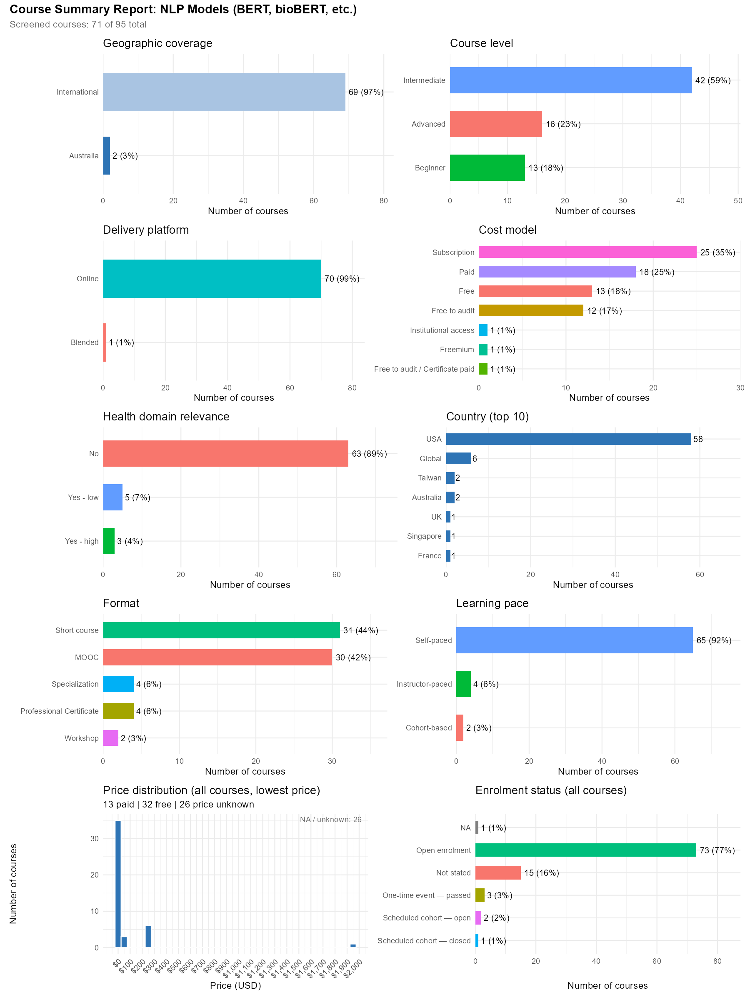 Course Summary Report: NLP Models (BERT, bioBERT, etc.)
Screened courses: 71 of 95 total
Geographic coverage
International
69 (97%)
Australia
2 (3%)
0 20 40 60 80
Number of courses
Course level
Intermediate
42 (59%)
Advanced
16 (23%)
Beginner
13 (18%)
0 10 20 30 40 50
Number of courses
Delivery platform
Online
70 (99%)
Blended
1 (1%)
0 20 40 60 80
Number of courses
Cost model
Subscription
25 (35%)
Paid
18 (25%)
Free
13 (18%)
Free to audit
12 (17%)
Institutional access
1 (1%)
Freemium
1 (1%)
Free to audit / Certificate paid
1 (1%)
0 10 20 30
Number of courses
Health domain relevance
No
63 (89%)
Yes - low
5 (7%)
Yes - high
3 (4%)
0 20 40 60
Number of courses
Country (top 10)
USA
58
Global
6
Taiwan
2
Australia
2
UK
1
Singapore
1
France
1
0 20 40 60
Number of courses
Format
Short course
31 (44%)
MOOC
30 (42%)
Specialization
4 (6%)
Professional Certificate
4 (6%)
Workshop
2 (3%)
0 10 20 30
Number of courses
Learning pace
Self-paced
65 (92%)
Instructor-paced
4 (6%)
Cohort-based
2 (3%)
0 20 40 60
Number of courses
Price distribution (all courses, lowest price)
13 paid | 32 free | 26 price unknown
NA / unknown: 26
30
20
10
0
Number of courses
$0 $100 $200 $300 $400 $500 $600 $700 $800 $900 $1,000 $1,100 $1,200 $1,300 $1,400 $1,500 $1,600 $1,700 $1,800 $1,900 $2,000
Price (USD)
Enrolment status (all courses)
NA
1 (1%)
Open enrolment
73 (77%)
Not stated
15 (16%)
One-time event — passed
3 (3%)
Scheduled cohort — open
2 (2%)
Scheduled cohort — closed
1 (1%)
0 20 40 60 80
Number of courses